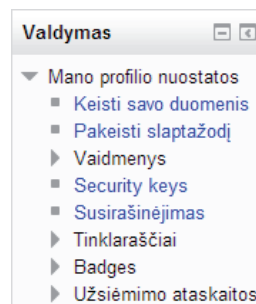 Valdymas
Mano profilio nuostatos
Keisti savo duomenis
Pakeisti slaptažodį
Vaidmenys
Security keys
Susirašinėjimas
Tinklaraščiai
Badges
Užsiėmimo ataskaitos